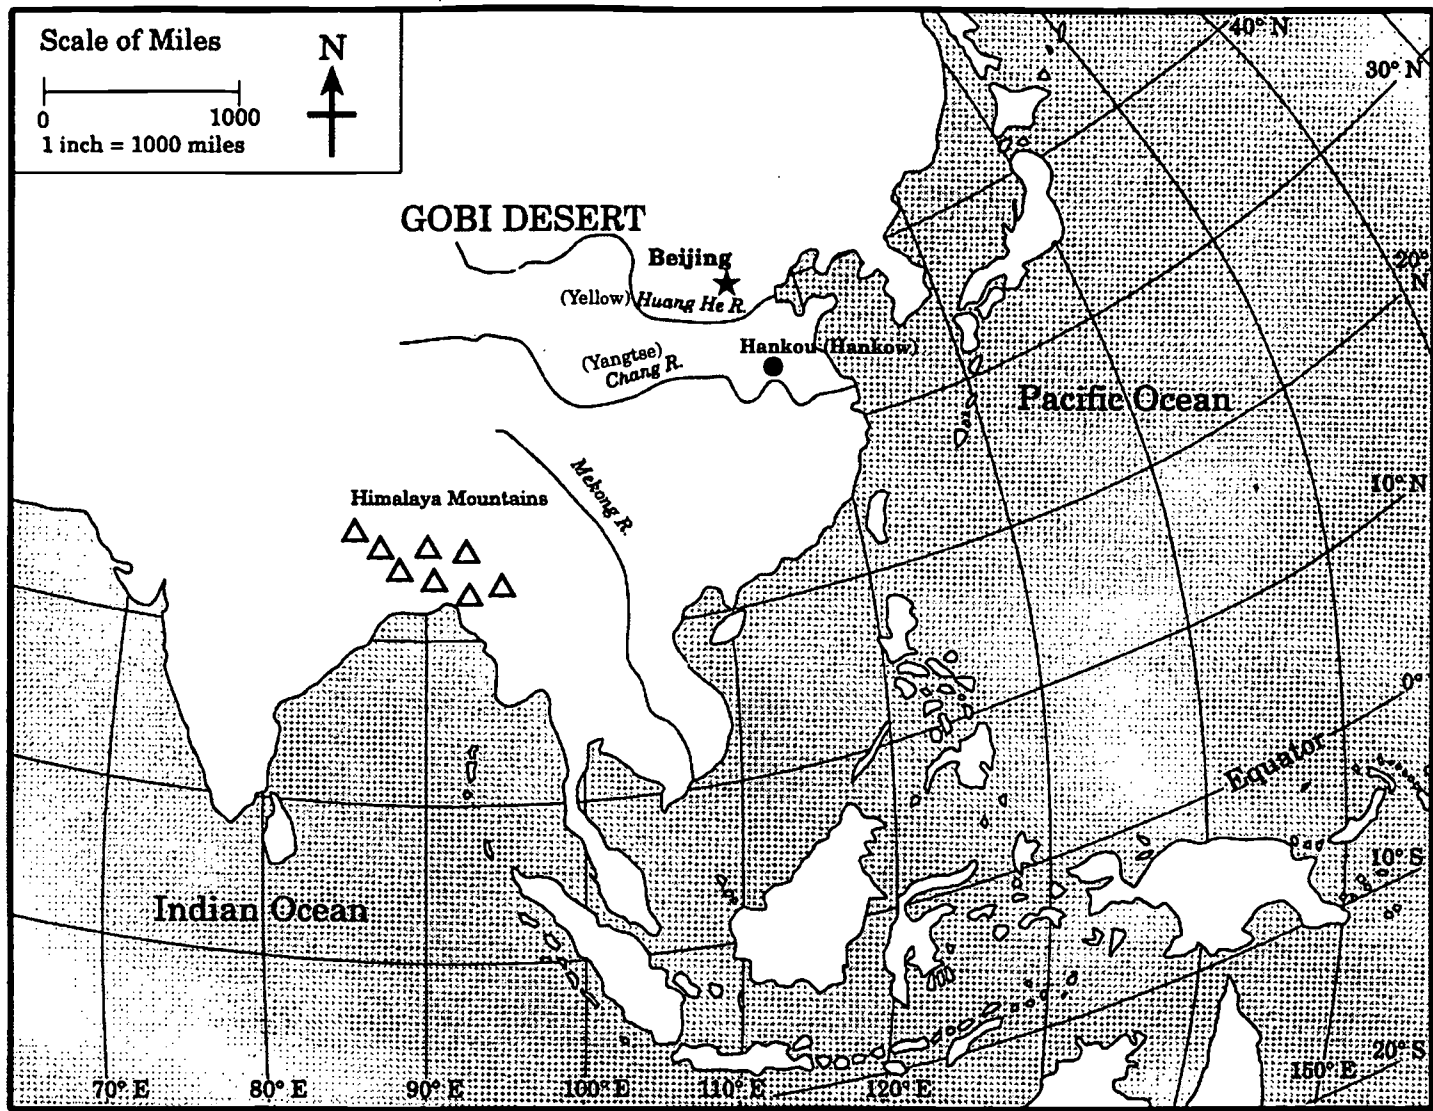 Scale of Miles
N
0 1000
1 inch = 1000 miles
40° N
30° N
GOBI DESERT
Beijing
20°
N
(Yellow) Huang He R.
Hankou (Hankow)
(Yangtse)
Chang R.
Pacific Ocean
Mekong R.
10° N
Himalaya Mountains
0°
Equator
10° S
Indian Ocean
20° S
70° E 80° E 90° E 100° E 110° E 120° E 150° E